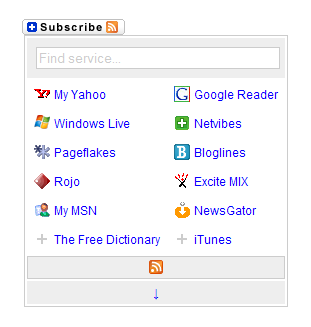 Subscribe
Find service...
My Yahoo
Google Reader
Windows Live
Netvibes
Pageflakes
Bloglines
Rojo
Excite MIX
My MSN
NewsGator
The Free Dictionary
iTunes